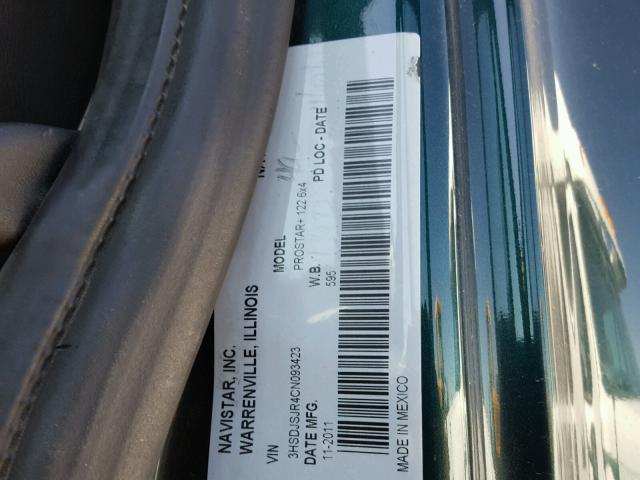 NAVISTAR, INC.
WARRENVILLE, ILLINOIS
VIN MODEL
3HSDJSJR4CN093423 PROSTAR+ 122 6x4
DATE MFG. W.B. PD LOC - DATE
11-2011 595
MADE IN MEXICO